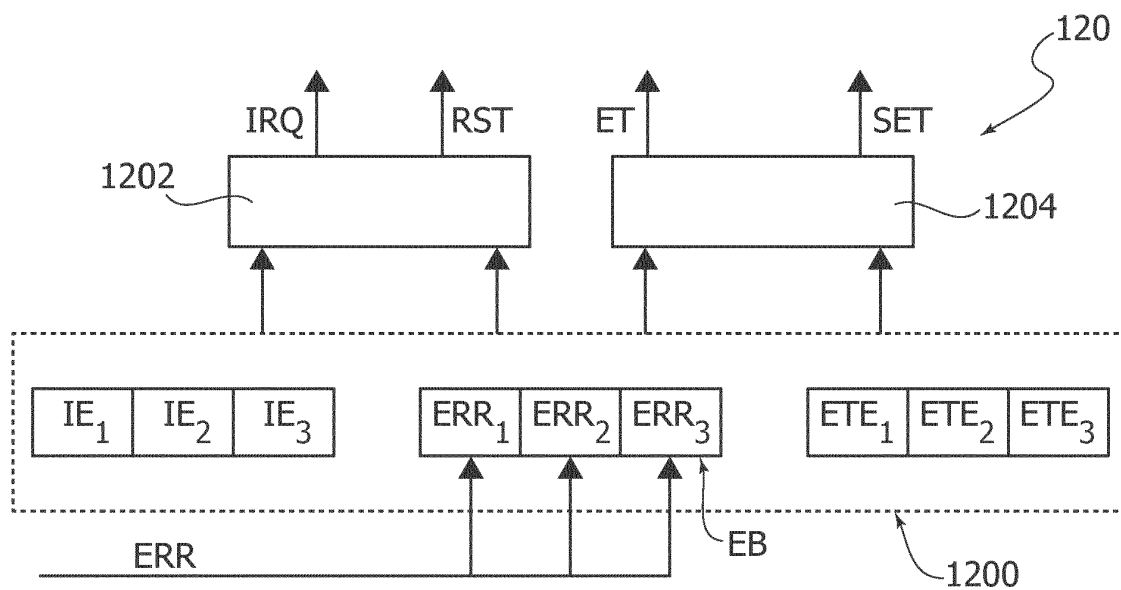 120
IRQ RST ET SET
1202 1204
IE1 IE2 IE3 ERR1 ERR2 ERR3 ETE1 ETE2 ETE3
ERR EB 1200